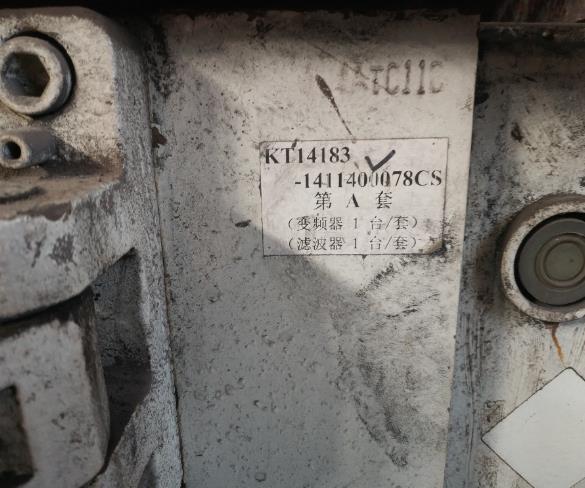 KT14183
-1411400078CS
第 A 套
（变频器 1 台/套）
（滤波器 1 台/套）